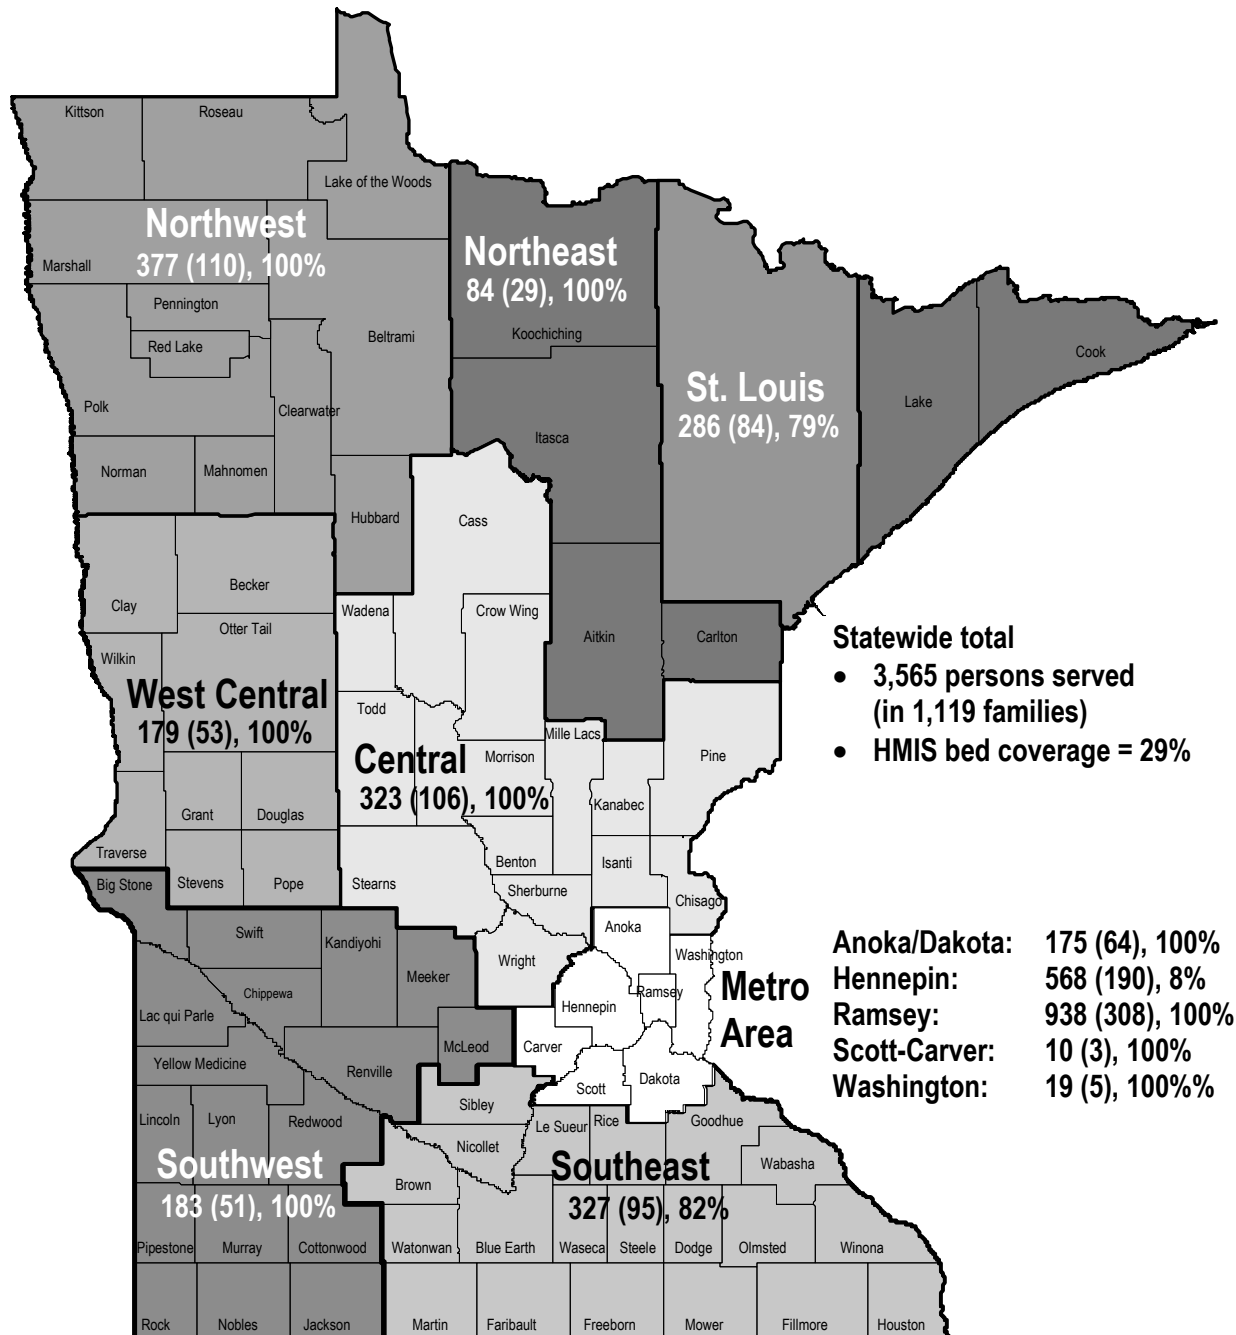 Kittson
Roseau
Lake of the Woods
Northwest
377 (110), 100%
Marshall
Northeast
84 (29), 100%
Koochiching
Pennington
Red Lake
Beltrami
Cook
St. Louis
286 (84), 79%
Lake
Polk
Clearwater
Itasca
Norman
Mahnomen
Hubbard
Cass
Becker
Clay
Wadena
Crow Wing
Otter Tail
Aitkin
Carlton
Wilkin
West Central
179 (53), 100%
Todd
Mille Lacs
Central
323 (106), 100%
Morrison
Pine
Kanabec
Grant
Douglas
Traverse
Benton
Isanti
Big Stone
Stevens
Pope
Stearns
Sherburne
Chisago
Statewide total
• 3,565 persons served
(in 1,119 families)
• HMIS bed coverage = 29%
Swift
Kandiyohi
Anoka
Washington
Wright
Meeker
Chippewa
Lac qui Parle
Hennepin
Ramsey
Metro
Area
McLeod
Carver
Yellow Medicine
Renville
Scott
Dakota
Anoka/Dakota: 175 (64), 100%
Hennepin: 568 (190), 8%
Ramsey: 938 (308), 100%
Scott-Carver: 10 (3), 100%
Washington: 19 (5), 100%%
Sibley
Lincoln
Lyon
Redwood
Le Sueur
Rice
Goodhue
Nicollet
Wabasha
Southwest
183 (51), 100%
Southeast
327 (95), 82%
Brown
Pipestone
Murray
Cottonwood
Watonwan
Blue Earth
Waseca
Steele
Dodge
Olmsted
Winona
Rock
Nobles
Jackson
Martin
Faribault
Freeborn
Mower
Fillmore
Houston